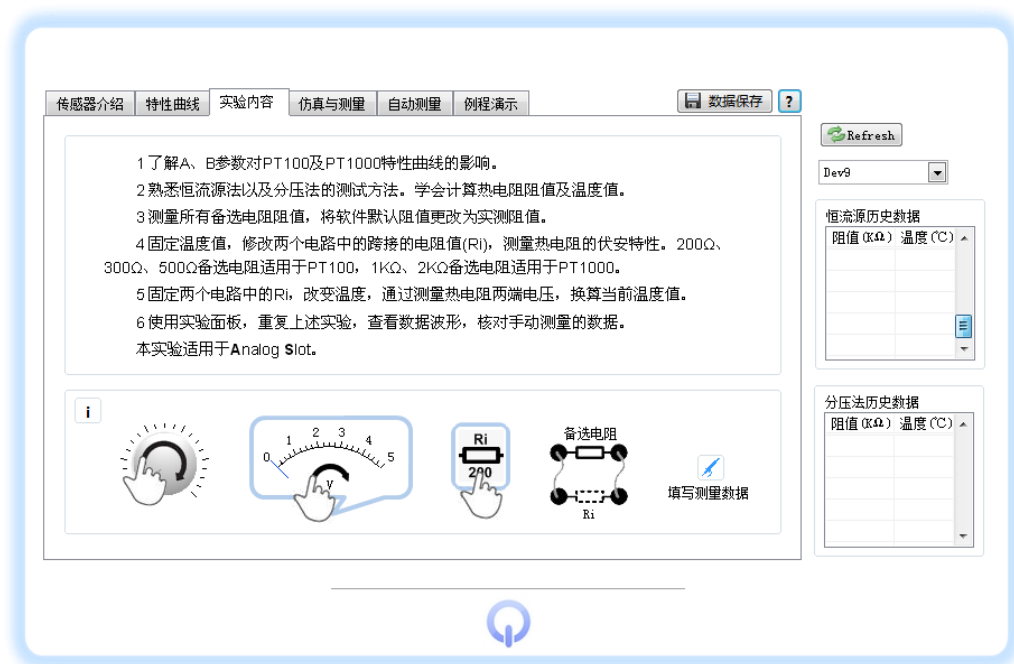 传感器介绍 特性曲线 实验内容 仿真与测量 自动测量 例程演示 数据保存 ?
1了解A、B参数对PT100及PT1000特性曲线的影响。
2熟悉恒流源法以及分压法的测试方法。学会计算热电阻阻值及温度值。
3测量所有备选电阻阻值，将软件默认阻值更改为实测阻值。
4固定温度值，修改两个电路中的跨接的电阻值(Ri)，测量热电阻的伏安特性。200Ω、
300Ω、500Ω备选电阻适用于PT100，1KΩ、2KΩ备选电阻适用于PT1000。
5固定两个电路中的Ri，改变温度，通过测量热电阻两端电压，换算当前温度值。
6使用实验面板，重复上述实验，查看数据波形，核对手动测量的数据。
本实验适用于Analog Slot。
i
0 1 2 3 4 5
V
Ri
200
备选电阻
Ri
填写测量数据
Refresh
Dev9
恒流源历史数据
阻值(KΩ) 温度(℃)
分压法历史数据
阻值(KΩ) 温度(℃)